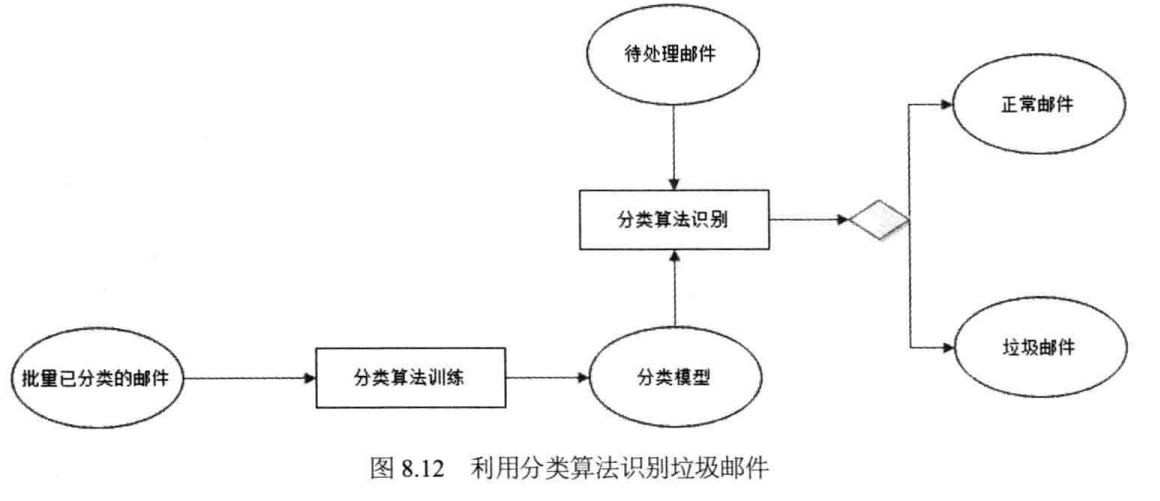 待处理邮件
正常邮件
分类算法识别
垃圾邮件
批量已分类的邮件
分类算法训练
分类模型
图 8.12 利用分类算法识别垃圾邮件